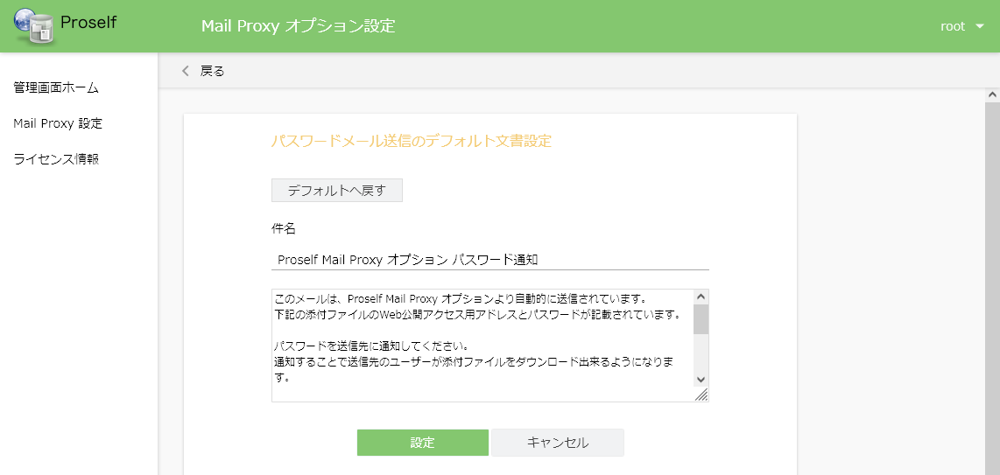 Proself
Mail Proxy オプション設定
root
戻る
管理画面ホーム
Mail Proxy 設定
ライセンス情報
パスワードメール送信のデフォルト文書設定
デフォルトへ戻す
件名
Proself Mail Proxy オプション パスワード通知
このメールは、Proself Mail Proxy オプションより自動的に送信されています。
下記の添付ファイルのWeb公開アクセス用アドレスとパスワードが記載されています。
パスワードを送信先に通知してください。
通知することで送信先のユーザーが添付ファイルをダウンロード出来るようになりま
す。
設定
キャンセル